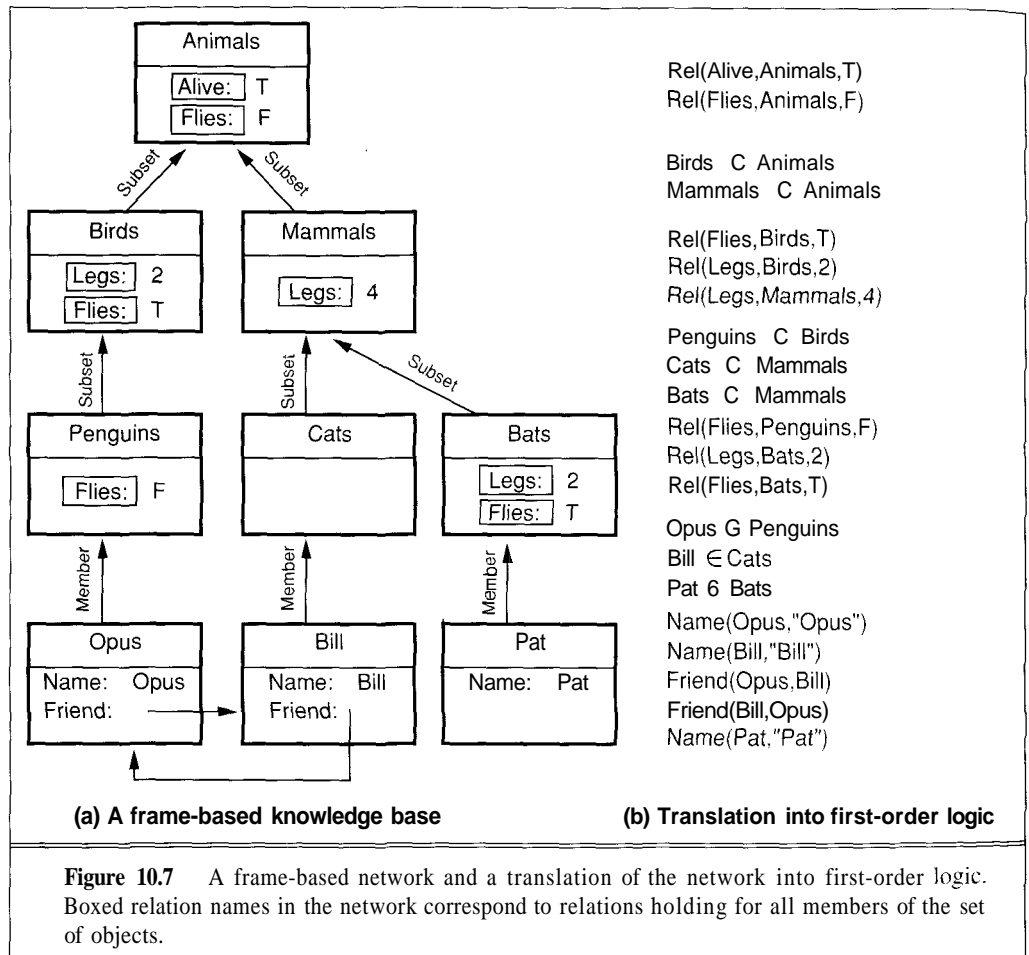 Animals
Alive: T
Flies: F
Subset
Subset
Birds
Legs: 2
Flies: T
Mammals
Legs: 4
Subset
Subset
Subset
Penguins
Flies: F
Cats
Bats
Legs: 2
Flies: T
Member
Member
Member
Opus
Name: Opus
Friend:
Bill
Name: Bill
Friend:
Pat
Name: Pat
(a) A frame-based knowledge base
Rel(Alive,Animals,T)
Rel(Flies,Animals,F)
Birds C Animals
Mammals C Animals
Rel(Flies,Birds,T)
Rel(Legs,Birds,2)
Rel(Legs,Mammals,4)
Penguins C Birds
Cats C Mammals
Bats C Mammals
Rel(Flies,Penguins,F)
Rel(Legs,Bats,2)
Rel(Flies,Bats,T)
Opus G Penguins
Bill ∈ Cats
Pat 6 Bats
Name(Opus,"Opus")
Name(Bill,"Bill")
Friend(Opus,Bill)
Friend(Bill,Opus)
Name(Pat,"Pat")
(b) Translation into first-order logic
Figure 10.7 A frame-based network and a translation of the network into first-order logic.
Boxed relation names in the network correspond to relations holding for all members of the set
of objects.